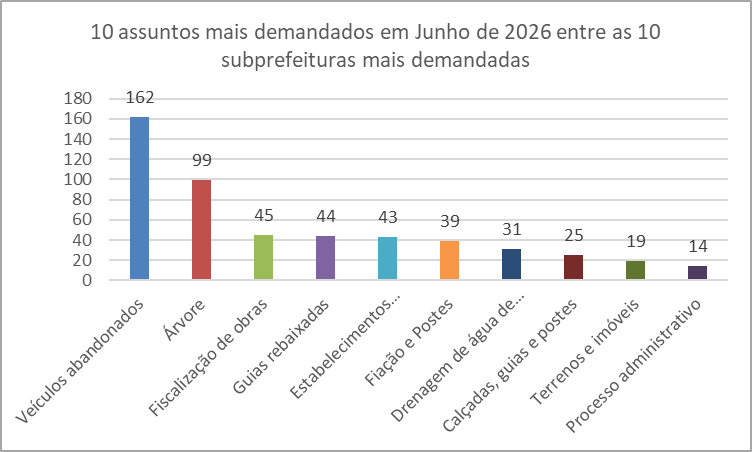 10 assuntos mais demandados em Junho de 2026 entre as 10
subprefeituras mais demandadas
180
160
140
120
100
80
60
40
20
0
162
99
45
44
43
39
31
25
19
14
Veículos abandonados
Árvore
Fiscalização de obras
Guias rebaixadas
Estabelecimentos...
Fiação e Postes
Drenagem de água de...
Calçadas, guias e postes
Terrenos e imóveis
Processo administrativo